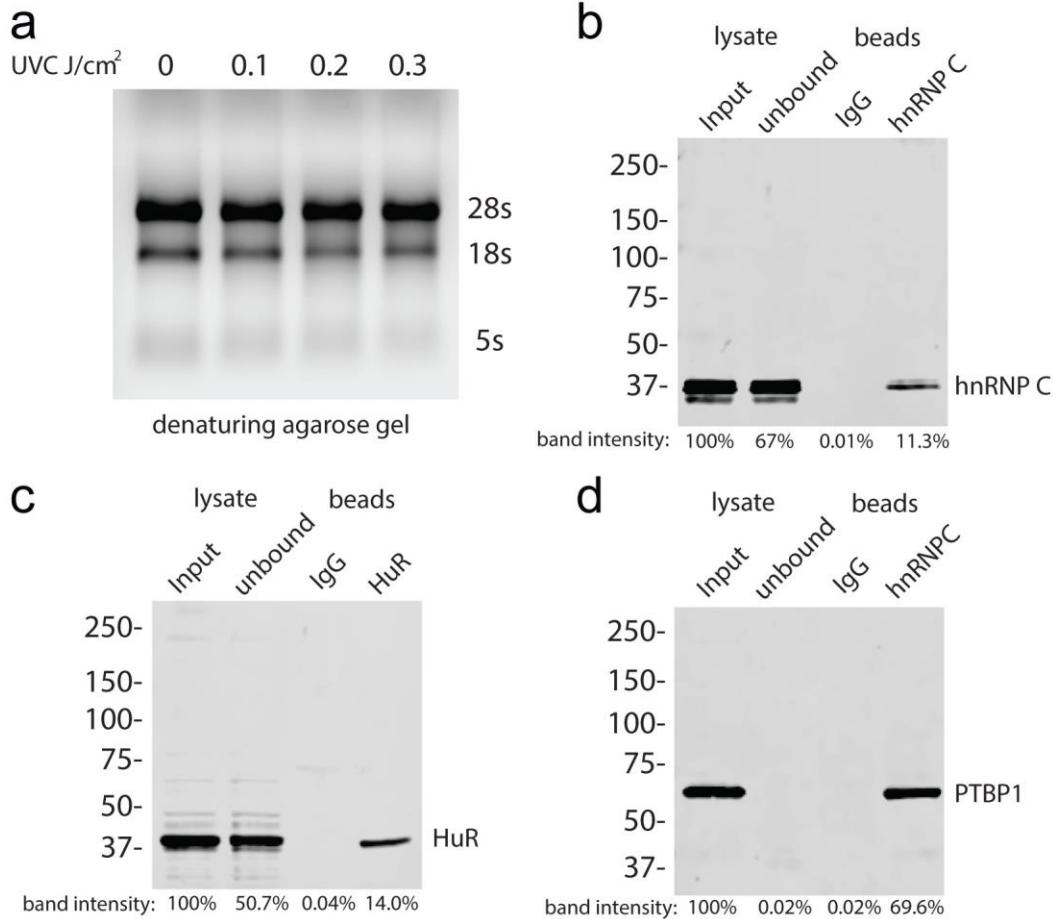 a
UVC J/cm² 0 0.1 0.2 0.3
28s
18s
5s
denaturing agarose gel
b
lysate beads
Input unbound IgG hnRNP C
250-
150-
100-
75-
50-
37-
hnRNP C
band intensity: 100% 67% 0.01% 11.3%
c
lysate beads
Input unbound IgG HuR
250-
150-
100-
75-
50-
37-
HuR
band intensity: 100% 50.7% 0.04% 14.0%
d
lysate beads
Input unbound IgG hnRNPC
250-
150-
100-
75-
50-
37-
PTBP1
band intensity: 100% 0.02% 0.02% 69.6%